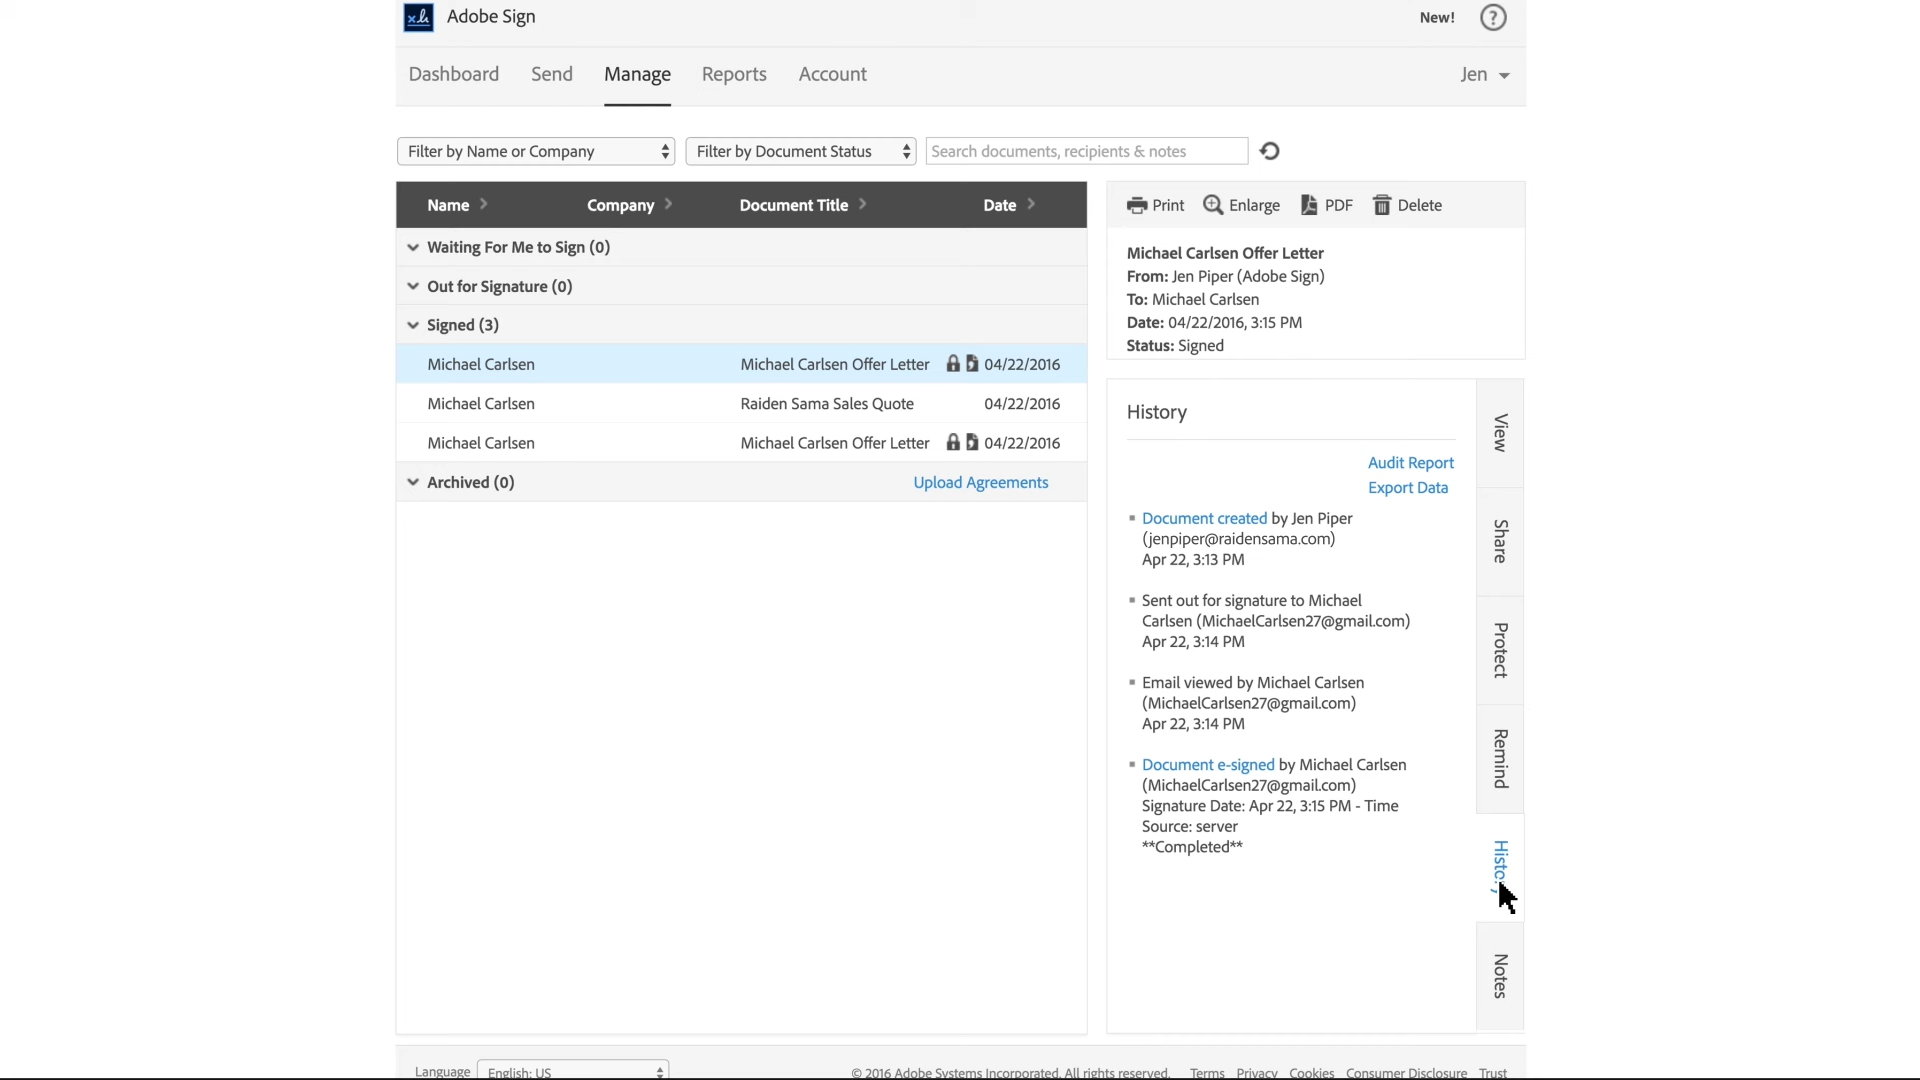 Adobe Sign
New!
?
Dashboard Send Manage Reports Account
Jen
Filter by Name or Company Filter by Document Status Search documents, recipients & notes
Name Company Document Title Date
Waiting For Me to Sign (0)
Out for Signature (0)
Signed (3)
Michael Carlsen Michael Carlsen Offer Letter 04/22/2016
Michael Carlsen Raiden Sama Sales Quote 04/22/2016
Michael Carlsen Michael Carlsen Offer Letter 04/22/2016
Archived (0) Upload Agreements
Print Enlarge PDF Delete
Michael Carlsen Offer Letter
From: Jen Piper (Adobe Sign)
To: Michael Carlsen
Date: 04/22/2016, 3:15 PM
Status: Signed
History
Audit Report
Export Data
Document created by Jen Piper
(jenpiper@raidensama.com)
Apr 22, 3:13 PM
Sent out for signature to Michael
Carlsen (MichaelCarlsen27@gmail.com)
Apr 22, 3:14 PM
Email viewed by Michael Carlsen
(MichaelCarlsen27@gmail.com)
Apr 22, 3:14 PM
Document e-signed by Michael Carlsen
(MichaelCarlsen27@gmail.com)
Signature Date: Apr 22, 3:15 PM - Time
Source: server
**Completed**
View
Share
Protect
Remind
History
Notes
Language English: US
© 2016 Adobe Systems Incorporated. All rights reserved. Terms Privacy Cookies Consumer Disclosure Trust